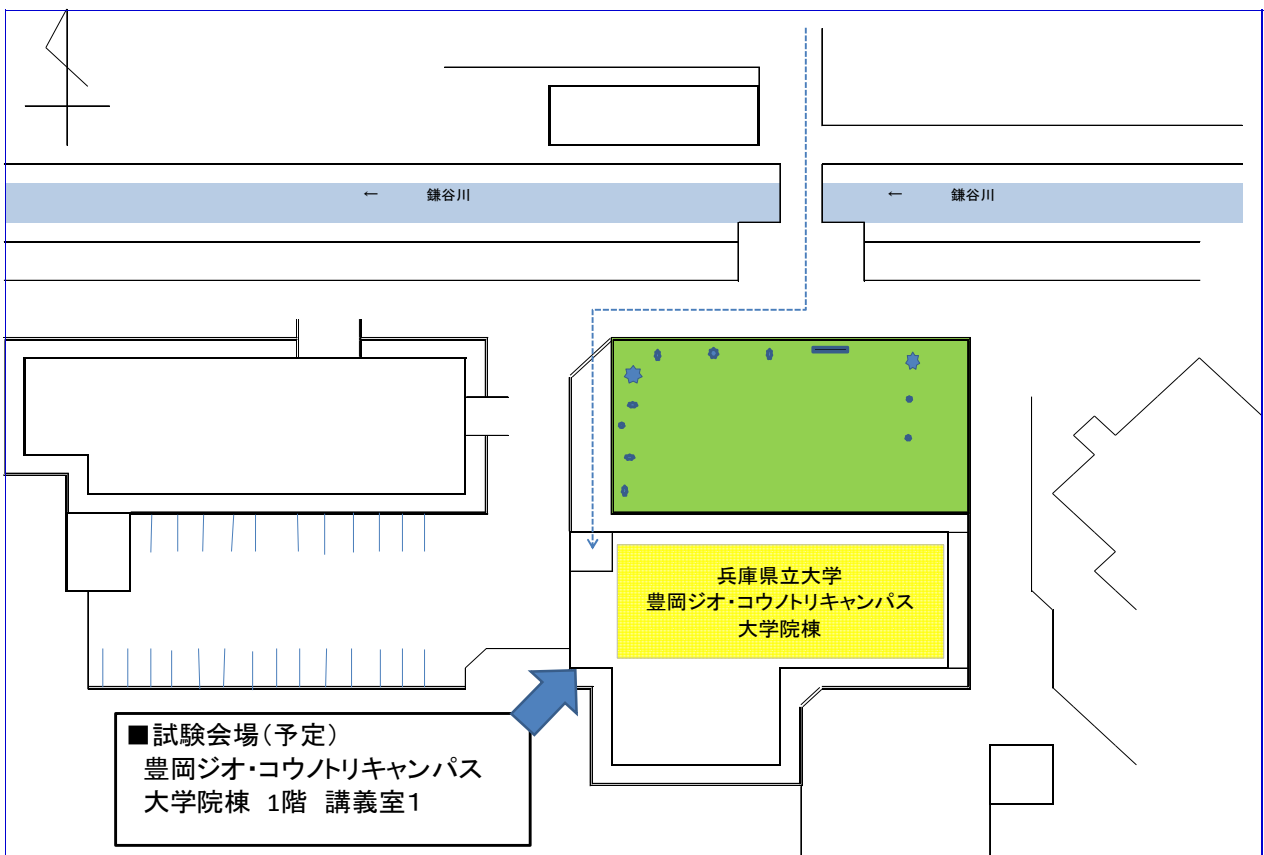 ← 鎌谷川
← 鎌谷川
兵庫県立大学
豊岡ジオ・コウノトリキャンパス
大学院棟
■試験会場(予定)
豊岡ジオ・コウノトリキャンパス
大学院棟 1階 講義室1